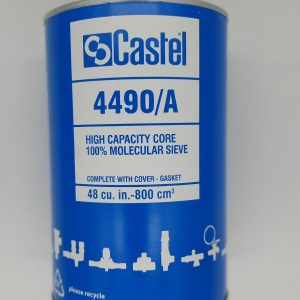 Castel
4490/A
HIGH CAPACITY CORE
100% MOLECULAR SIEVE
COMPLETE WITH COVER - GASKET
48 cu. in.-800 cm³
please recycle